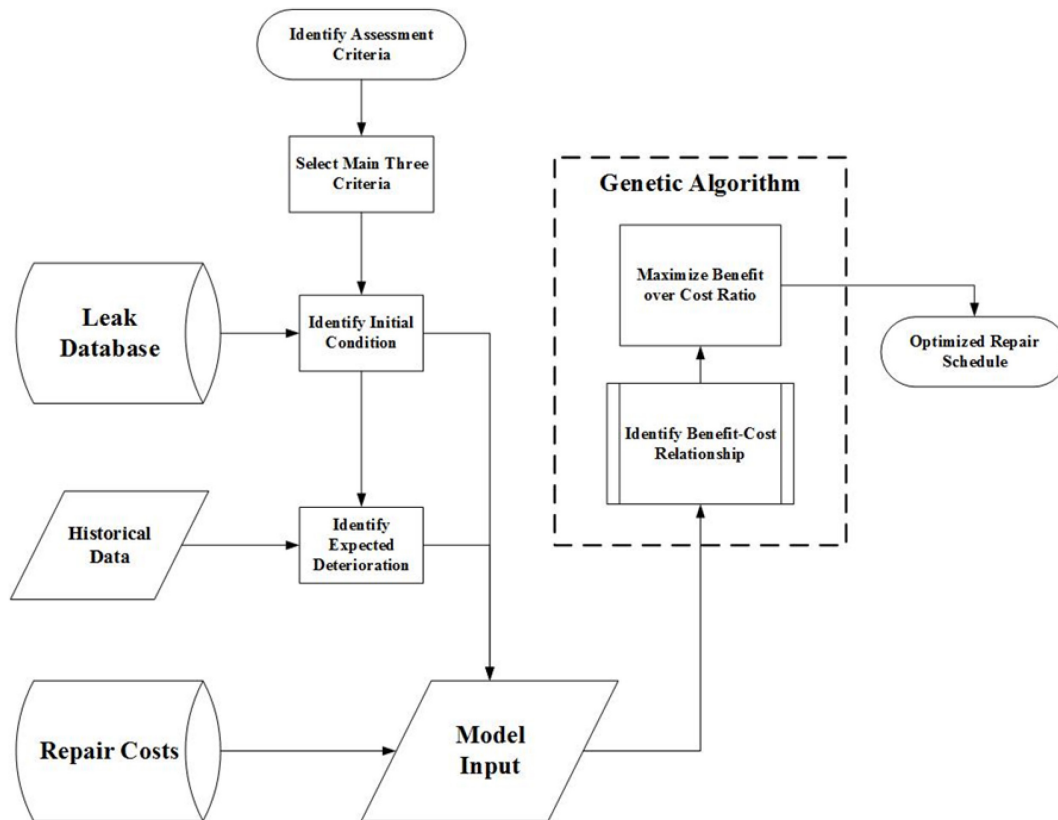 Identify Assessment
Criteria
Select Main Three
Criteria
Genetic Algorithm
Maximize Benefit
over Cost Ratio
Leak
Database
Identify Initial
Condition
Optimized Repair
Schedule
Identify Benefit-Cost
Relationship
Historical
Data
Identify
Expected
Deterioration
Repair Costs
Model
Input